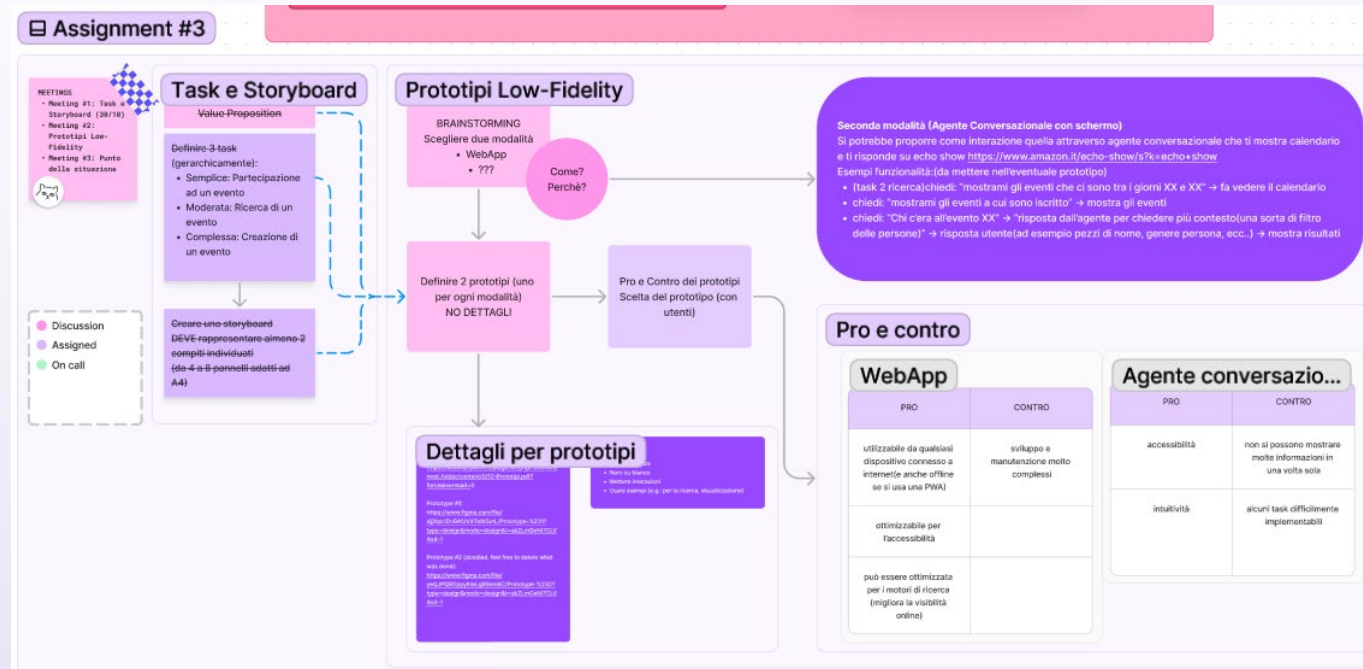 Assignment #3
MEETINGS
• Meeting #1: Task e
Storyboard (30/10)
• Meeting #2:
Prototipi Low-
Fidelity
• Meeting #3: Punto
della situazione
Discussion
Assigned
On call
Task e Storyboard
Value Proposition
Definire 3 task
(gerarchicamente):
• Semplice: Partecipazione
ad un evento
• Moderata: Ricerca di un
evento
• Complessa: Creazione di
un evento
Creare uno storyboard
DEVE rappresentare almeno 2
compiti individuati
(da 4 a 8 pannelli adatti ad
A4)
Prototipi Low-Fidelity
BRAINSTORMING
Scegliere due modalità
• WebApp
• ???
Come?
Perchè?
Definire 2 prototipi (uno
per ogni modalità)
NO DETTAGLI
Pro e Contro dei prototipi
Scelta del prototipo (con
utenti)
Seconda modalità (Agente Conversazionale con schermo)
Si potrebbe proporre come interazione quella attraverso agente conversazionale che ti mostra calendario
e ti risponde su echo show https://www.amazon.it/echo-show/s?k=echo+show
Esempi funzionalità:(da mettere nell'eventuale prototipo)
• (task 2 ricerca)chiedi: "mostrami gli eventi che ci sono tra i giorni XX e XX" → fa vedere il calendario
• chiedi: "mostrami gli eventi a cui sono iscritto" → mostra gli eventi
• chiedi: "Chi c'era all'evento XX" → "risposta dall'agente per chiedere più contesto(una sorta di filtro
delle persone)" → risposta utente(ad esempio pezzi di nome, genere persona, ecc..) → mostra risultati
Dettagli per prototipi
Prototype #1:
Prototype #2 (doodled, feel free to delete what
was done):
• Nero su bianco
• Mettere interazioni
• Usare esempi (e.g.: per la ricerca, visualizzazione)
Pro e contro
WebApp
PRO
CONTRO
utilizzabile da qualsiasi
dispositivo connesso a
internet(e anche offline
se si usa una PWA)
sviluppo e
manutenzione molto
complessi
ottimizzabile per
l'accessibilità
può essere ottimizzata
per i motori di ricerca
(migliora la visibilità
online)
Agente conversazio...
PRO
CONTRO
accessibilità
non si possono mostrare
molte informazioni in
una volta sola
intuitività
alcuni task difficilmente
implementabili